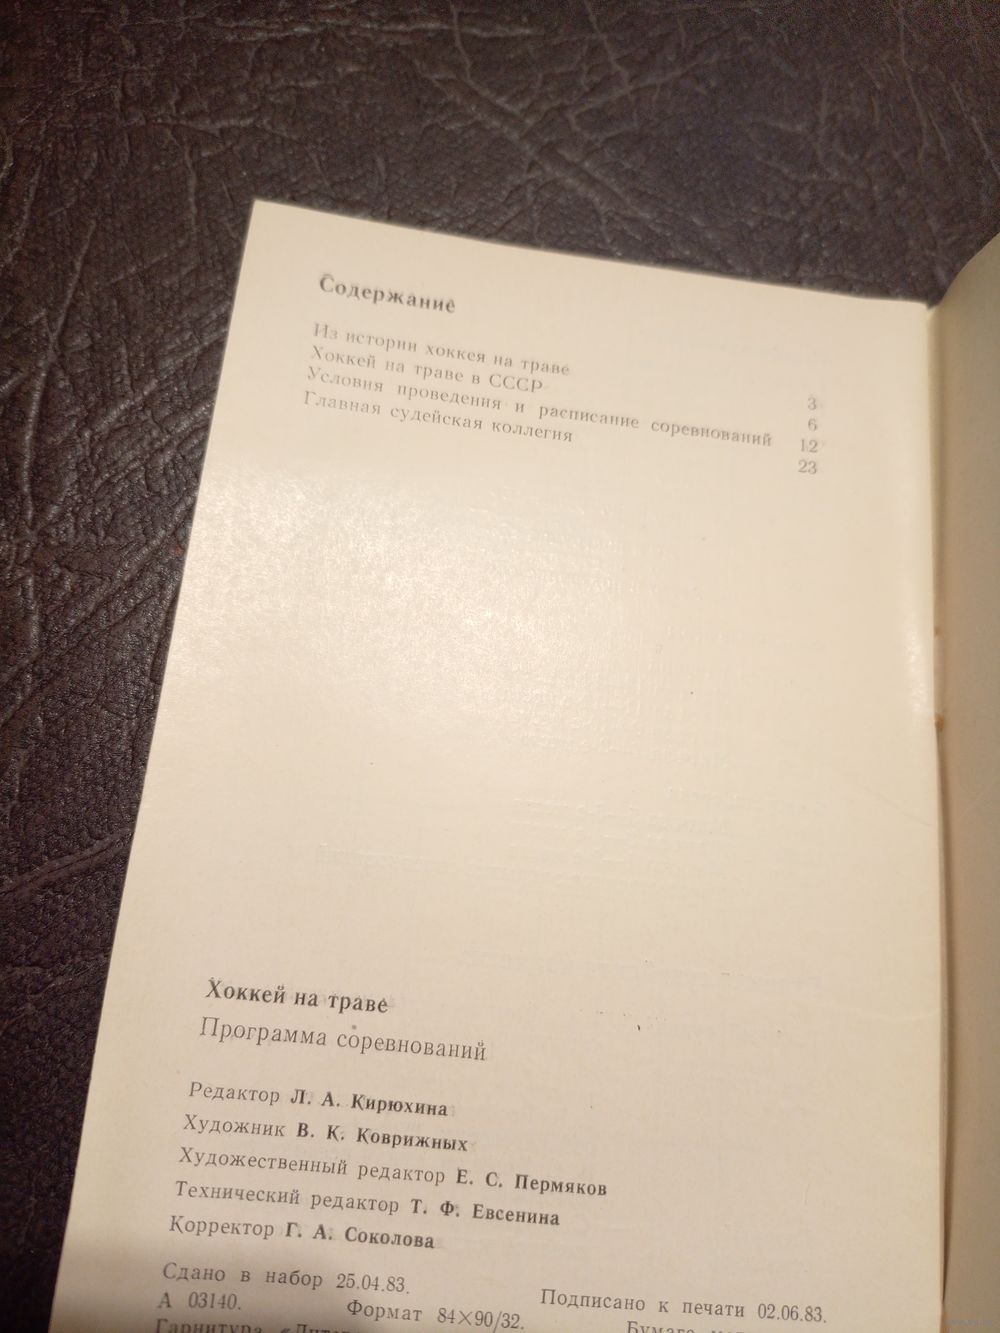 Содержание
Из истории хоккея на траве 3
Хоккей на траве в СССР 6
Условия проведения и расписание соревнований 12
Главная судейская коллегия 23
Хоккей на траве
Программа соревнований
Редактор Л. А. Кирюхина
Художник В. К. Коврижных
Художественный редактор Е. С. Пермяков
Технический редактор Т. Ф. Евсенина
Корректор Г. А. Соколова
Сдано в набор 25.04.83. Подписано к печати 02.06.83.
А 03140. Формат 84×90/32. Бумага
Гарнитура